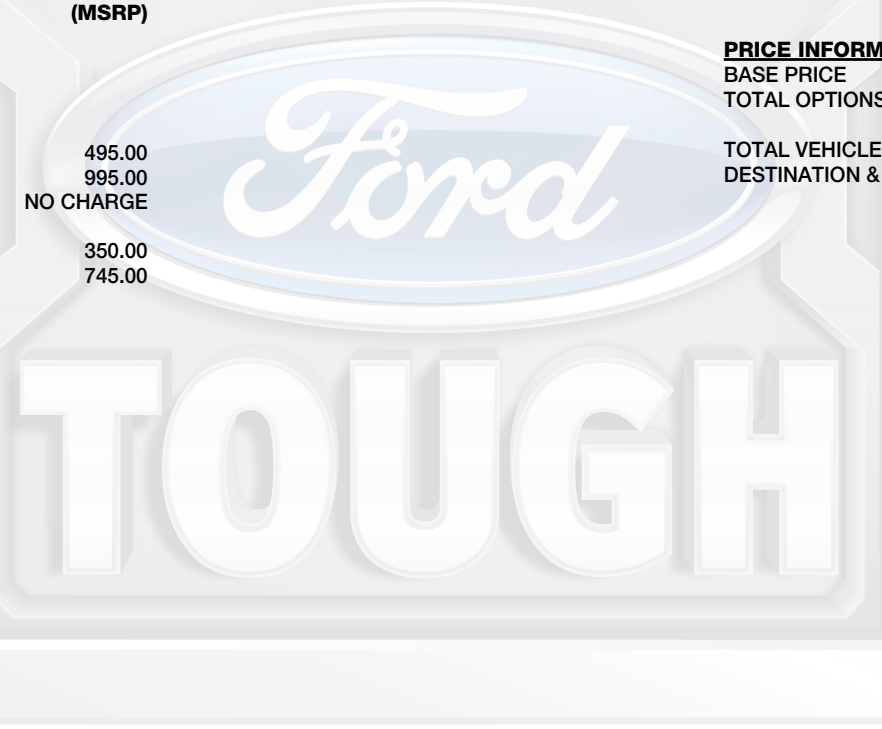 (MSRP)
495.00
995.00
NO CHARGE
350.00
745.00
PRICE INFORM
BASE PRICE
TOTAL OPTIONS
TOTAL VEHICLE
DESTINATION &
Ford
TOUGH